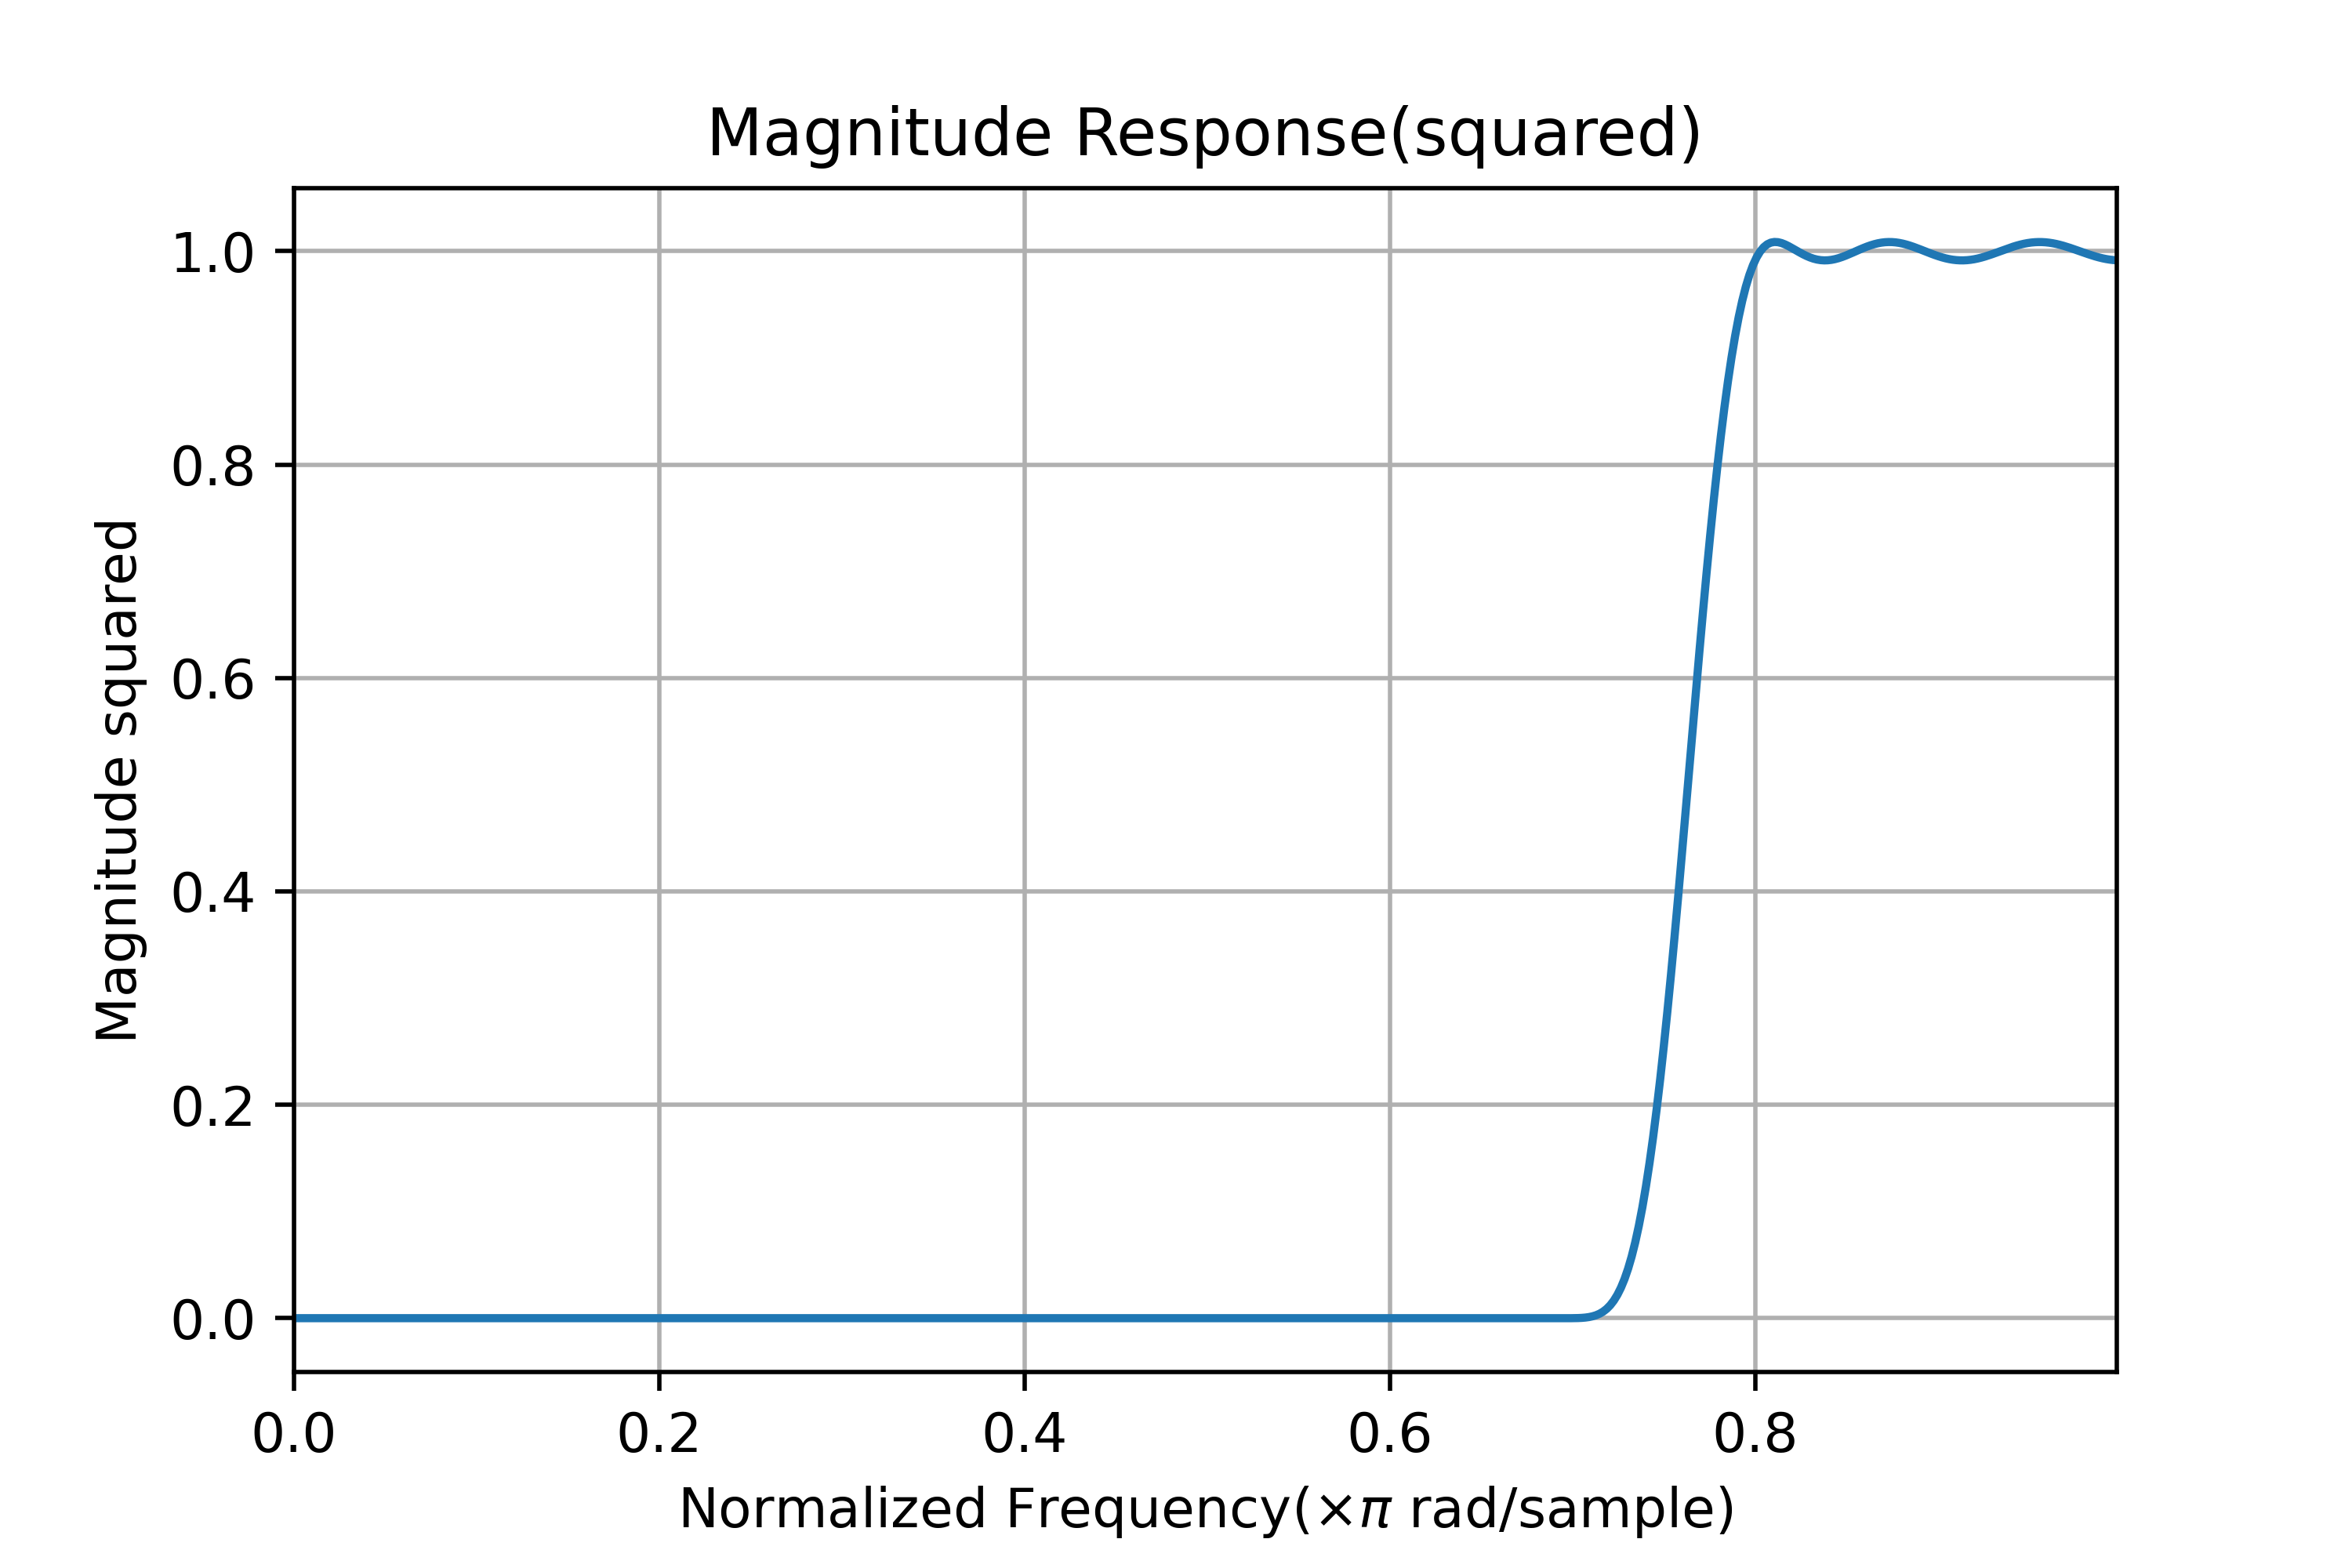 Magnitude Response(squared)
Magnitude squared
1.0
0.8
0.6
0.4
0.2
0.0
0.0 0.2 0.4 0.6 0.8
Normalized Frequency(×π rad/sample)